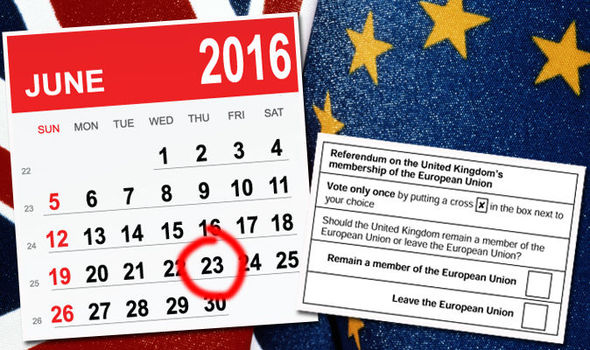 JUNE 2016
SUN MON TUE WED THU FRI SAT
22 1 2 3 4
23 5 6 7 8 9 10 11
24 12 13 14 15 16 17 18
25 19 20 21 22 23 24 25
26 26 27 28 29 30
Referendum on the United Kingdom's
membership of the European Union
Vote only once by putting a cross X in the box next to
your choice
Should the United Kingdom remain a member of the
European Union or leave the European Union?
Remain a member of the European Union
Leave the European Union